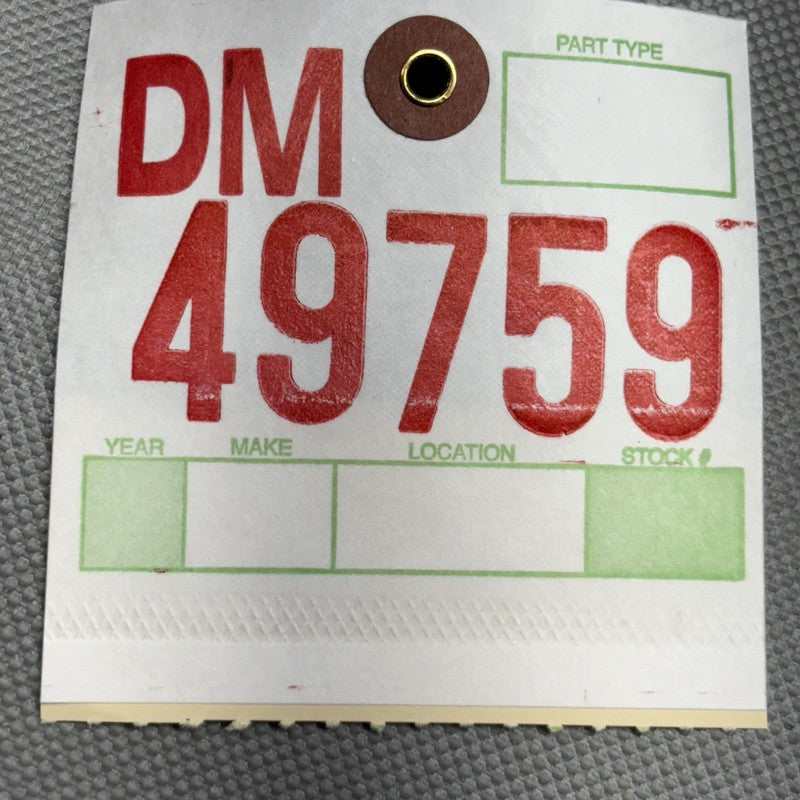 DM
PART TYPE
49759
YEAR MAKE LOCATION STOCK #